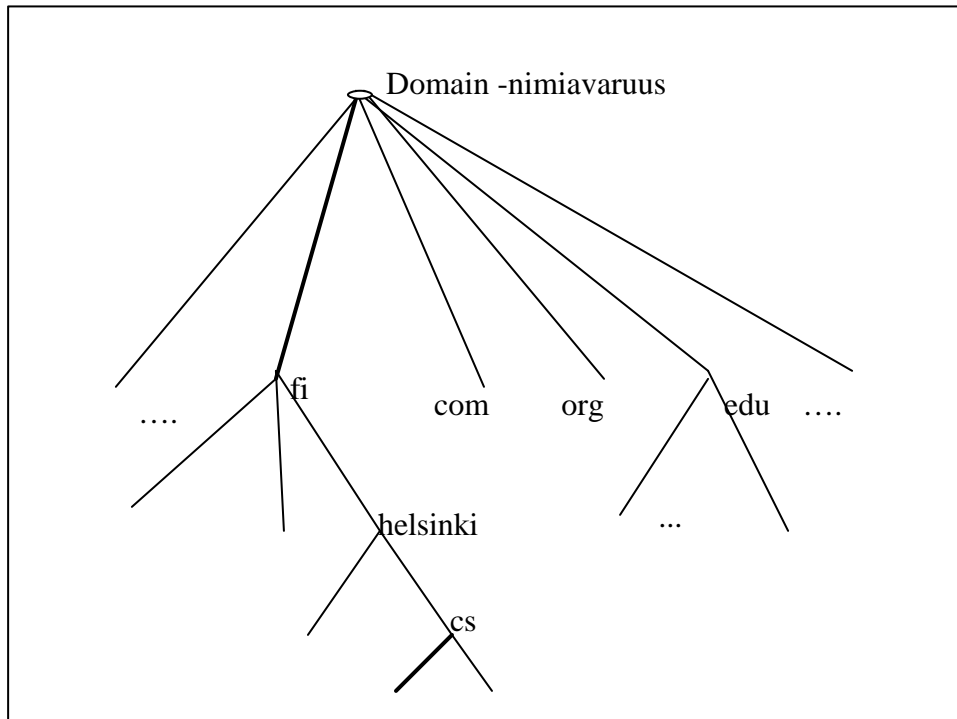 Domain -nimiavaruus
fi
.... com org edu ....
helsinki ...
cs